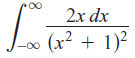 ∫_{-∞}^{∞} 2x dx / (x² + 1)²